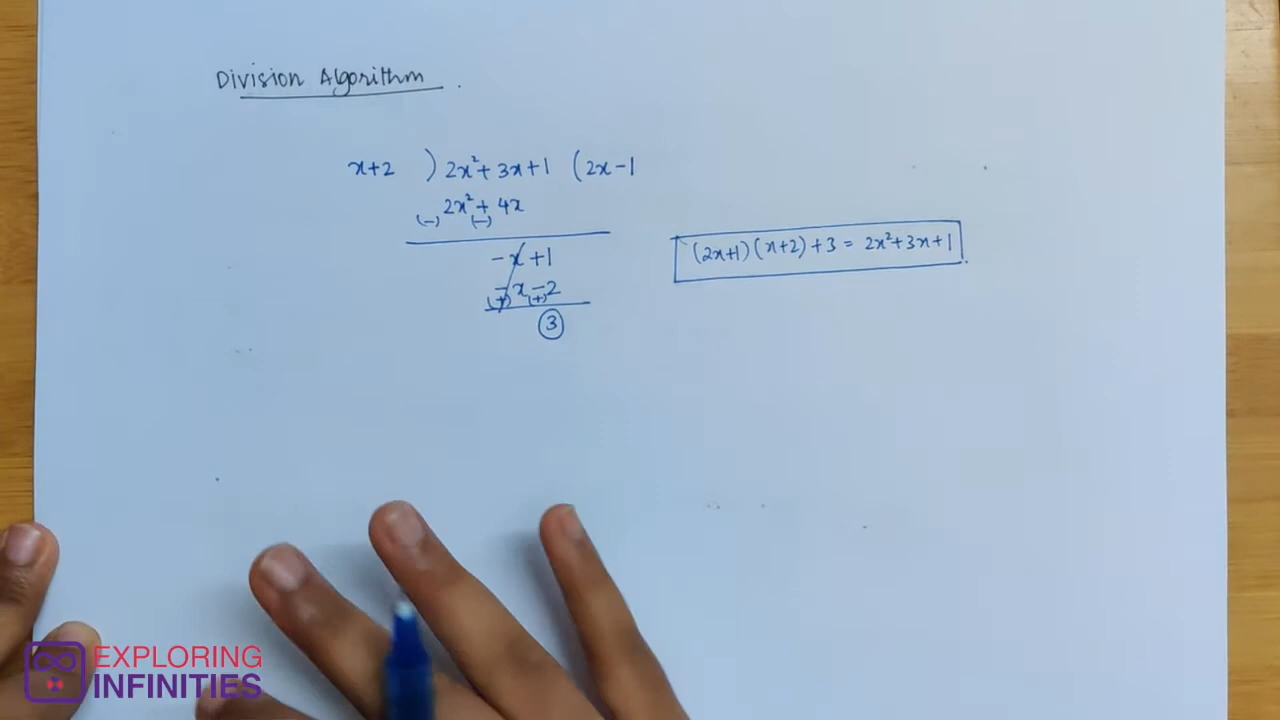 Division Algorithm .
x+2 ) 2x²+ 3x+1 (2x-1
2x²+ 4x
(-) (-)
-x+1
-x-2
(+) (+)
3
(2x+1)(x+2)+3 = 2x²+3x+1 .
EXPLORING
INFINITIES